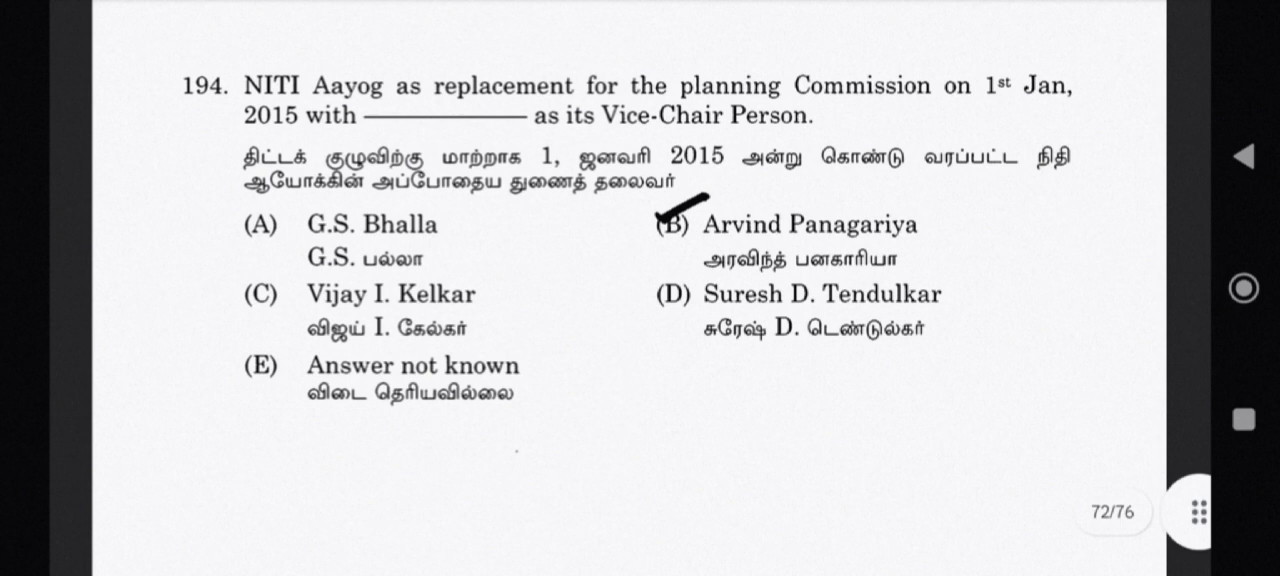 194. NITI Aayog as replacement for the planning Commission on 1st Jan,
2015 with ——— as its Vice-Chair Person.
திட்டக் குழுவிற்கு மாற்றாக 1, ஜனவரி 2015 அன்று கொண்டு வரப்பட்ட நிதி
ஆயோக்கின் அப்போதைய துணைத் தலைவர்
(A) G.S. Bhalla
G.S. பல்லா
(B) Arvind Panagariya
அரவிந்த் பனகாரியா
(C) Vijay I. Kelkar
விஜய் I. கேல்கர்
(D) Suresh D. Tendulkar
சுரேஷ் D. டெண்டுல்கர்
(E) Answer not known
விடை தெரியவில்லை
72/76